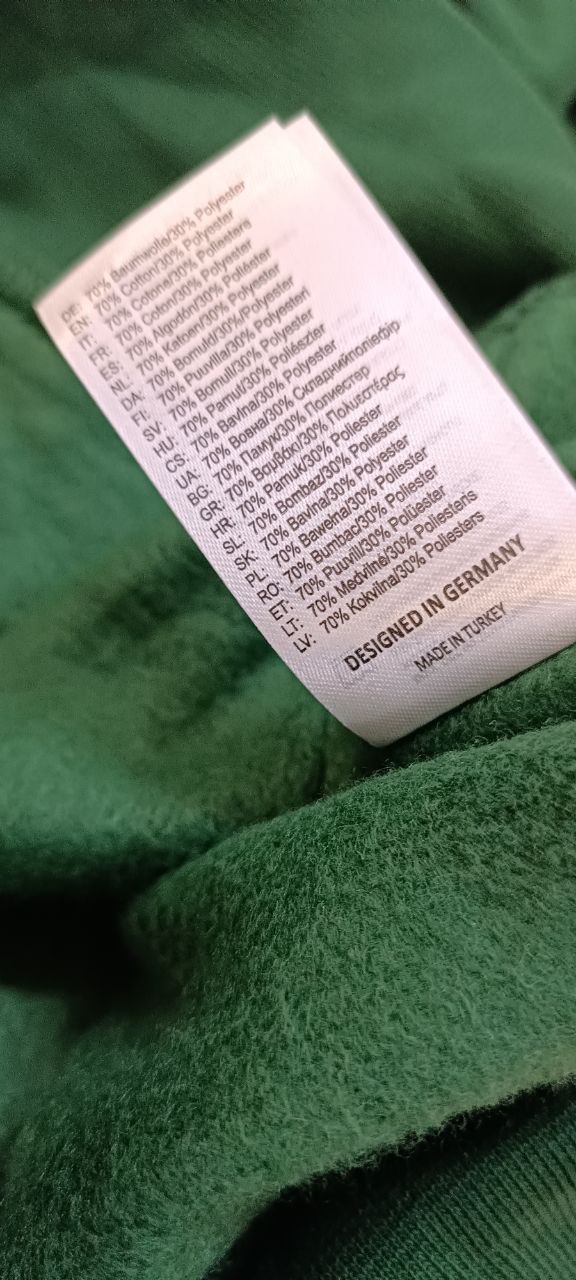 DE: 70% Baumwolle/30% Polyester
EN: 70% Cotton/30% Polyester
IT: 70% Cotone/30% Poliestere
FR: 70% Coton/30% Polyester
ES: 70% Algodón/30% Poliéster
NL: 70% Katoen/30% Polyester
DA: 70% Bomuld/30%/Polyester
FI: 70% Puuvilla/30% Polyesteri
SV: 70% Bomull/30% Polyester
HU: 70% Pamut/30% Poliészter
CS: 70% Bavlna/30% Polyester
UA: 70% Вовна/30% Складнийполіефір
BG: 70% Памук/30% Полиестер
GR: 70% Βαμβάκι/30% Πολυεστέρας
HR: 70% Pamuk/30% Poliester
SL: 70% Bombaz/30% Poliester
SK: 70% Bavlna/30% Polyester
PL: 70% Bawełna/30% Poliester
RO: 70% Bumbac/30% Poliester
ET: 70% Puuvill/30% Polüester
LT: 70% Medvilnė/30% Poliesteris
LV: 70% Kokvilna/30% Poliesters
DESIGNED IN GERMANY
MADE IN TURKEY